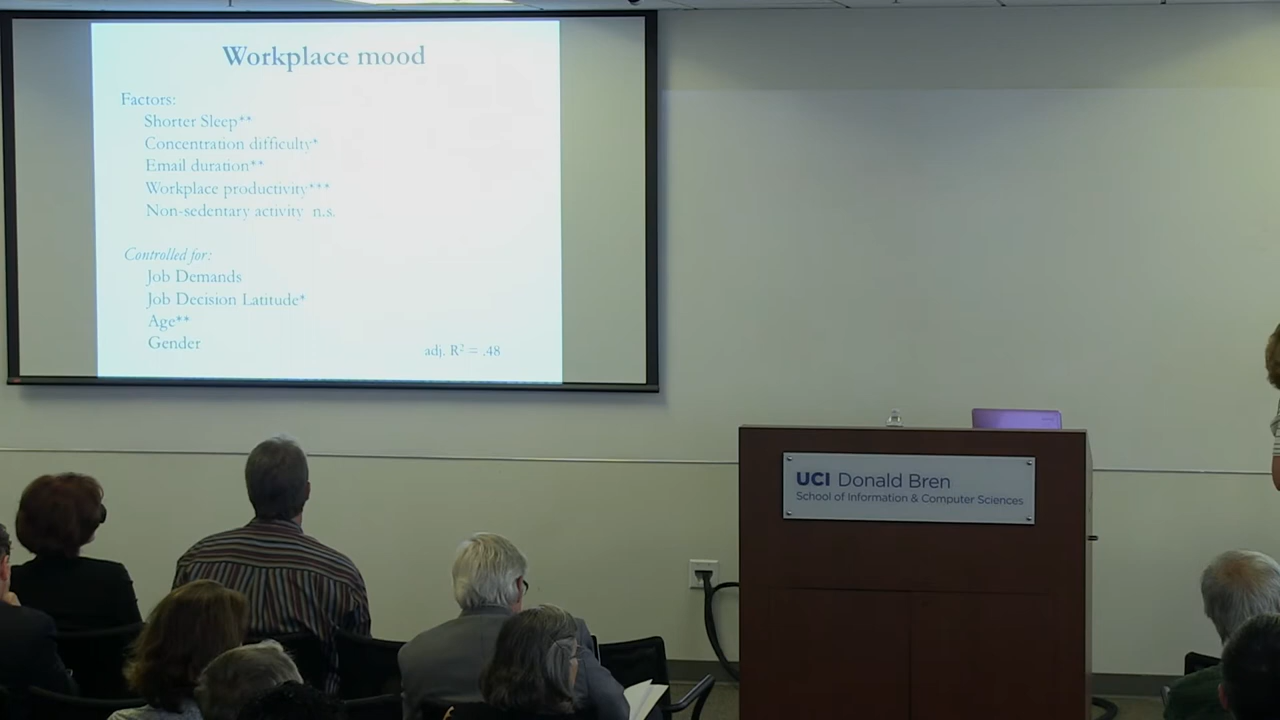 Workplace mood
Factors:
Shorter Sleep**
Concentration difficulty*
Email duration**
Workplace productivity***
Non-sedentary activity n.s.
Controlled for:
Job Demands
Job Decision Latitude*
Age**
Gender
adj. R² = .48
UCI Donald Bren
School of Information & Computer Sciences